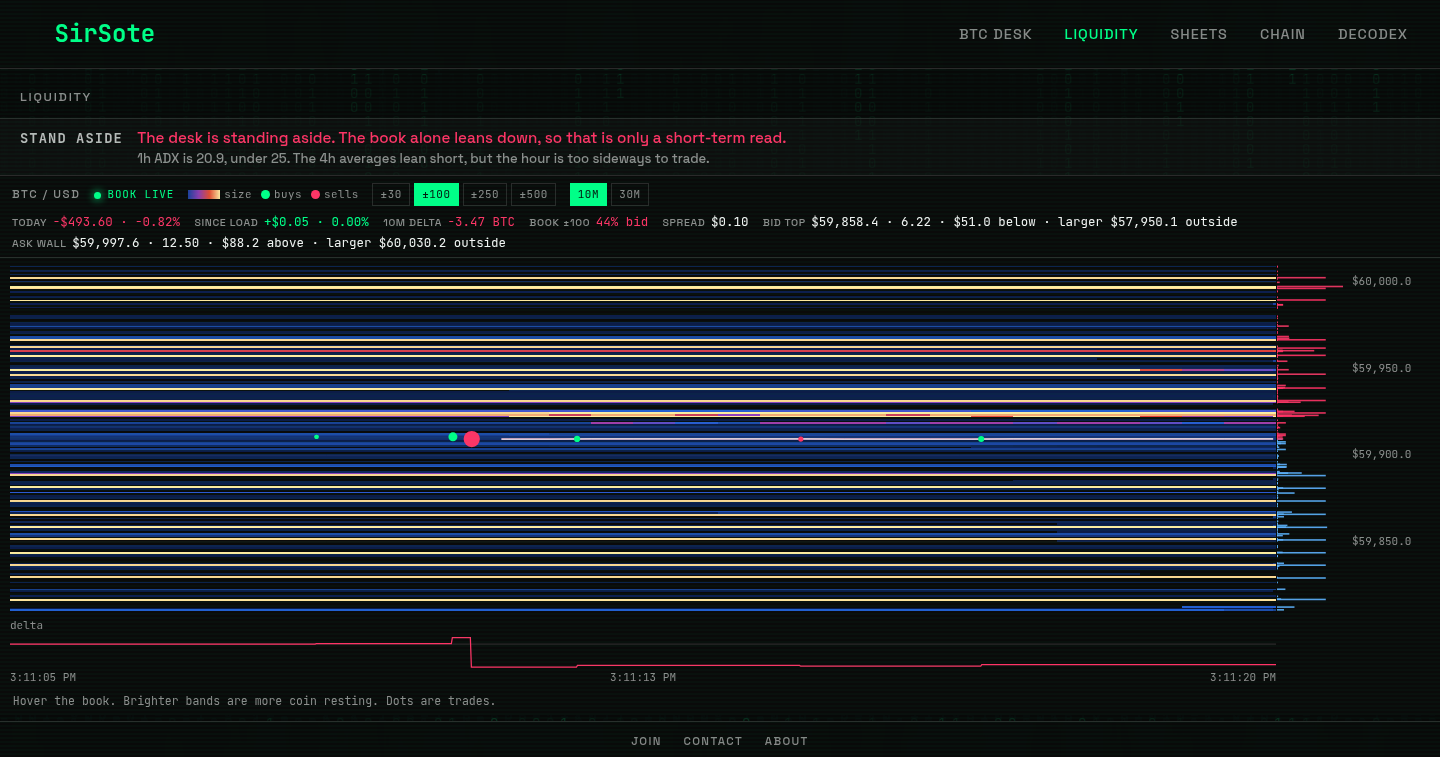 SirSote
BTC DESK LIQUIDITY SHEETS CHAIN DECODEX
LIQUIDITY
STAND ASIDE The desk is standing aside. The book alone leans down, so that is only a short-term read.
1h ADX is 20.9, under 25. The 4h averages lean short, but the hour is too sideways to trade.
BTC / USD BOOK LIVE size buys sells ±30 ±100 ±250 ±500 10M 30M
TODAY -$493.60 · -0.82% SINCE LOAD +$0.05 · 0.00% 10M DELTA -3.47 BTC BOOK ±100 44% bid SPREAD $0.10 BID TOP $59,858.4 · 6.22 · $51.0 below · larger $57,950.1 outside
ASK WALL $59,997.6 · 12.50 · $88.2 above · larger $60,030.2 outside
$60,000.0
$59,950.0
$59,900.0
$59,850.0
delta
3:11:05 PM 3:11:13 PM 3:11:20 PM
Hover the book. Brighter bands are more coin resting. Dots are trades.
JOIN CONTACT ABOUT